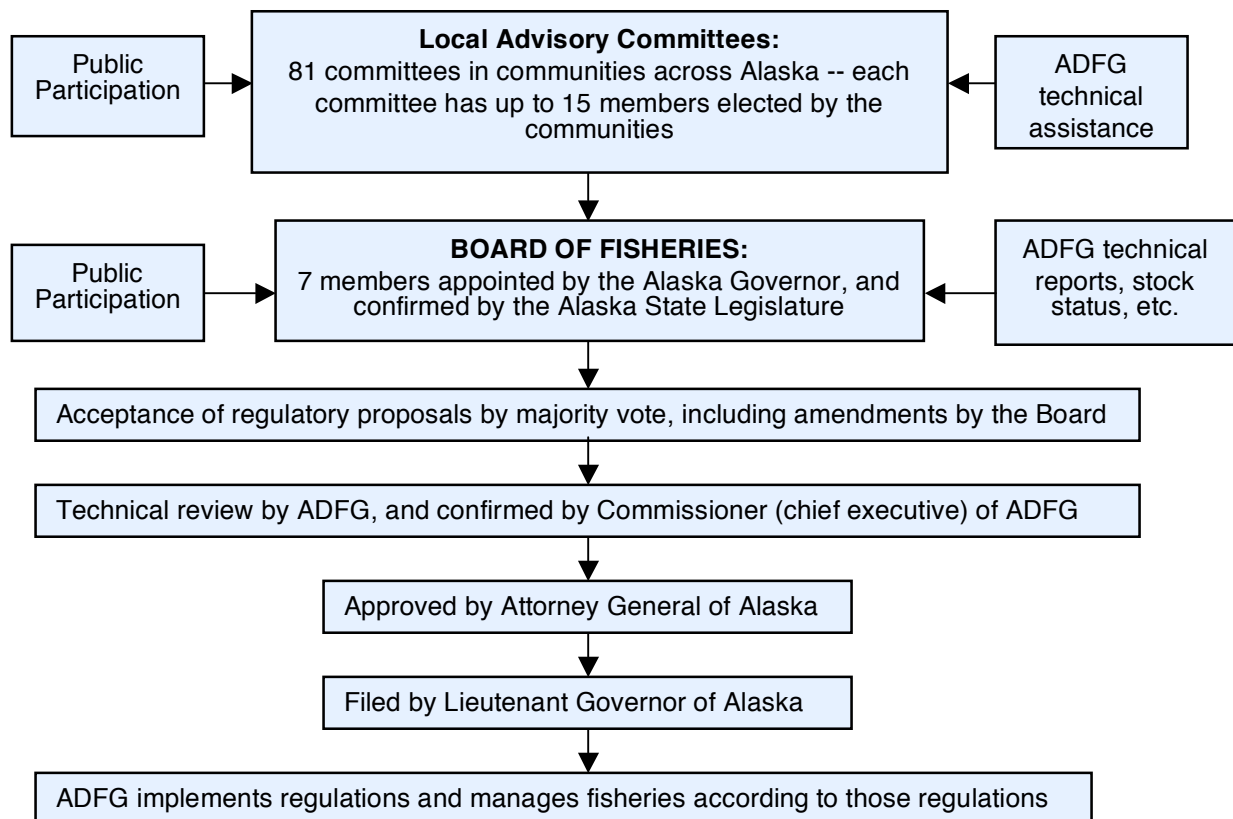 Public
Participation
Local Advisory Committees:
81 committees in communities across Alaska -- each
committee has up to 15 members elected by the
communities
ADFG
technical
assistance
Public
Participation
BOARD OF FISHERIES:
7 members appointed by the Alaska Governor, and
confirmed by the Alaska State Legislature
ADFG technical
reports, stock
status, etc.
Acceptance of regulatory proposals by majority vote, including amendments by the Board
Technical review by ADFG, and confirmed by Commissioner (chief executive) of ADFG
Approved by Attorney General of Alaska
Filed by Lieutenant Governor of Alaska
ADFG implements regulations and manages fisheries according to those regulations